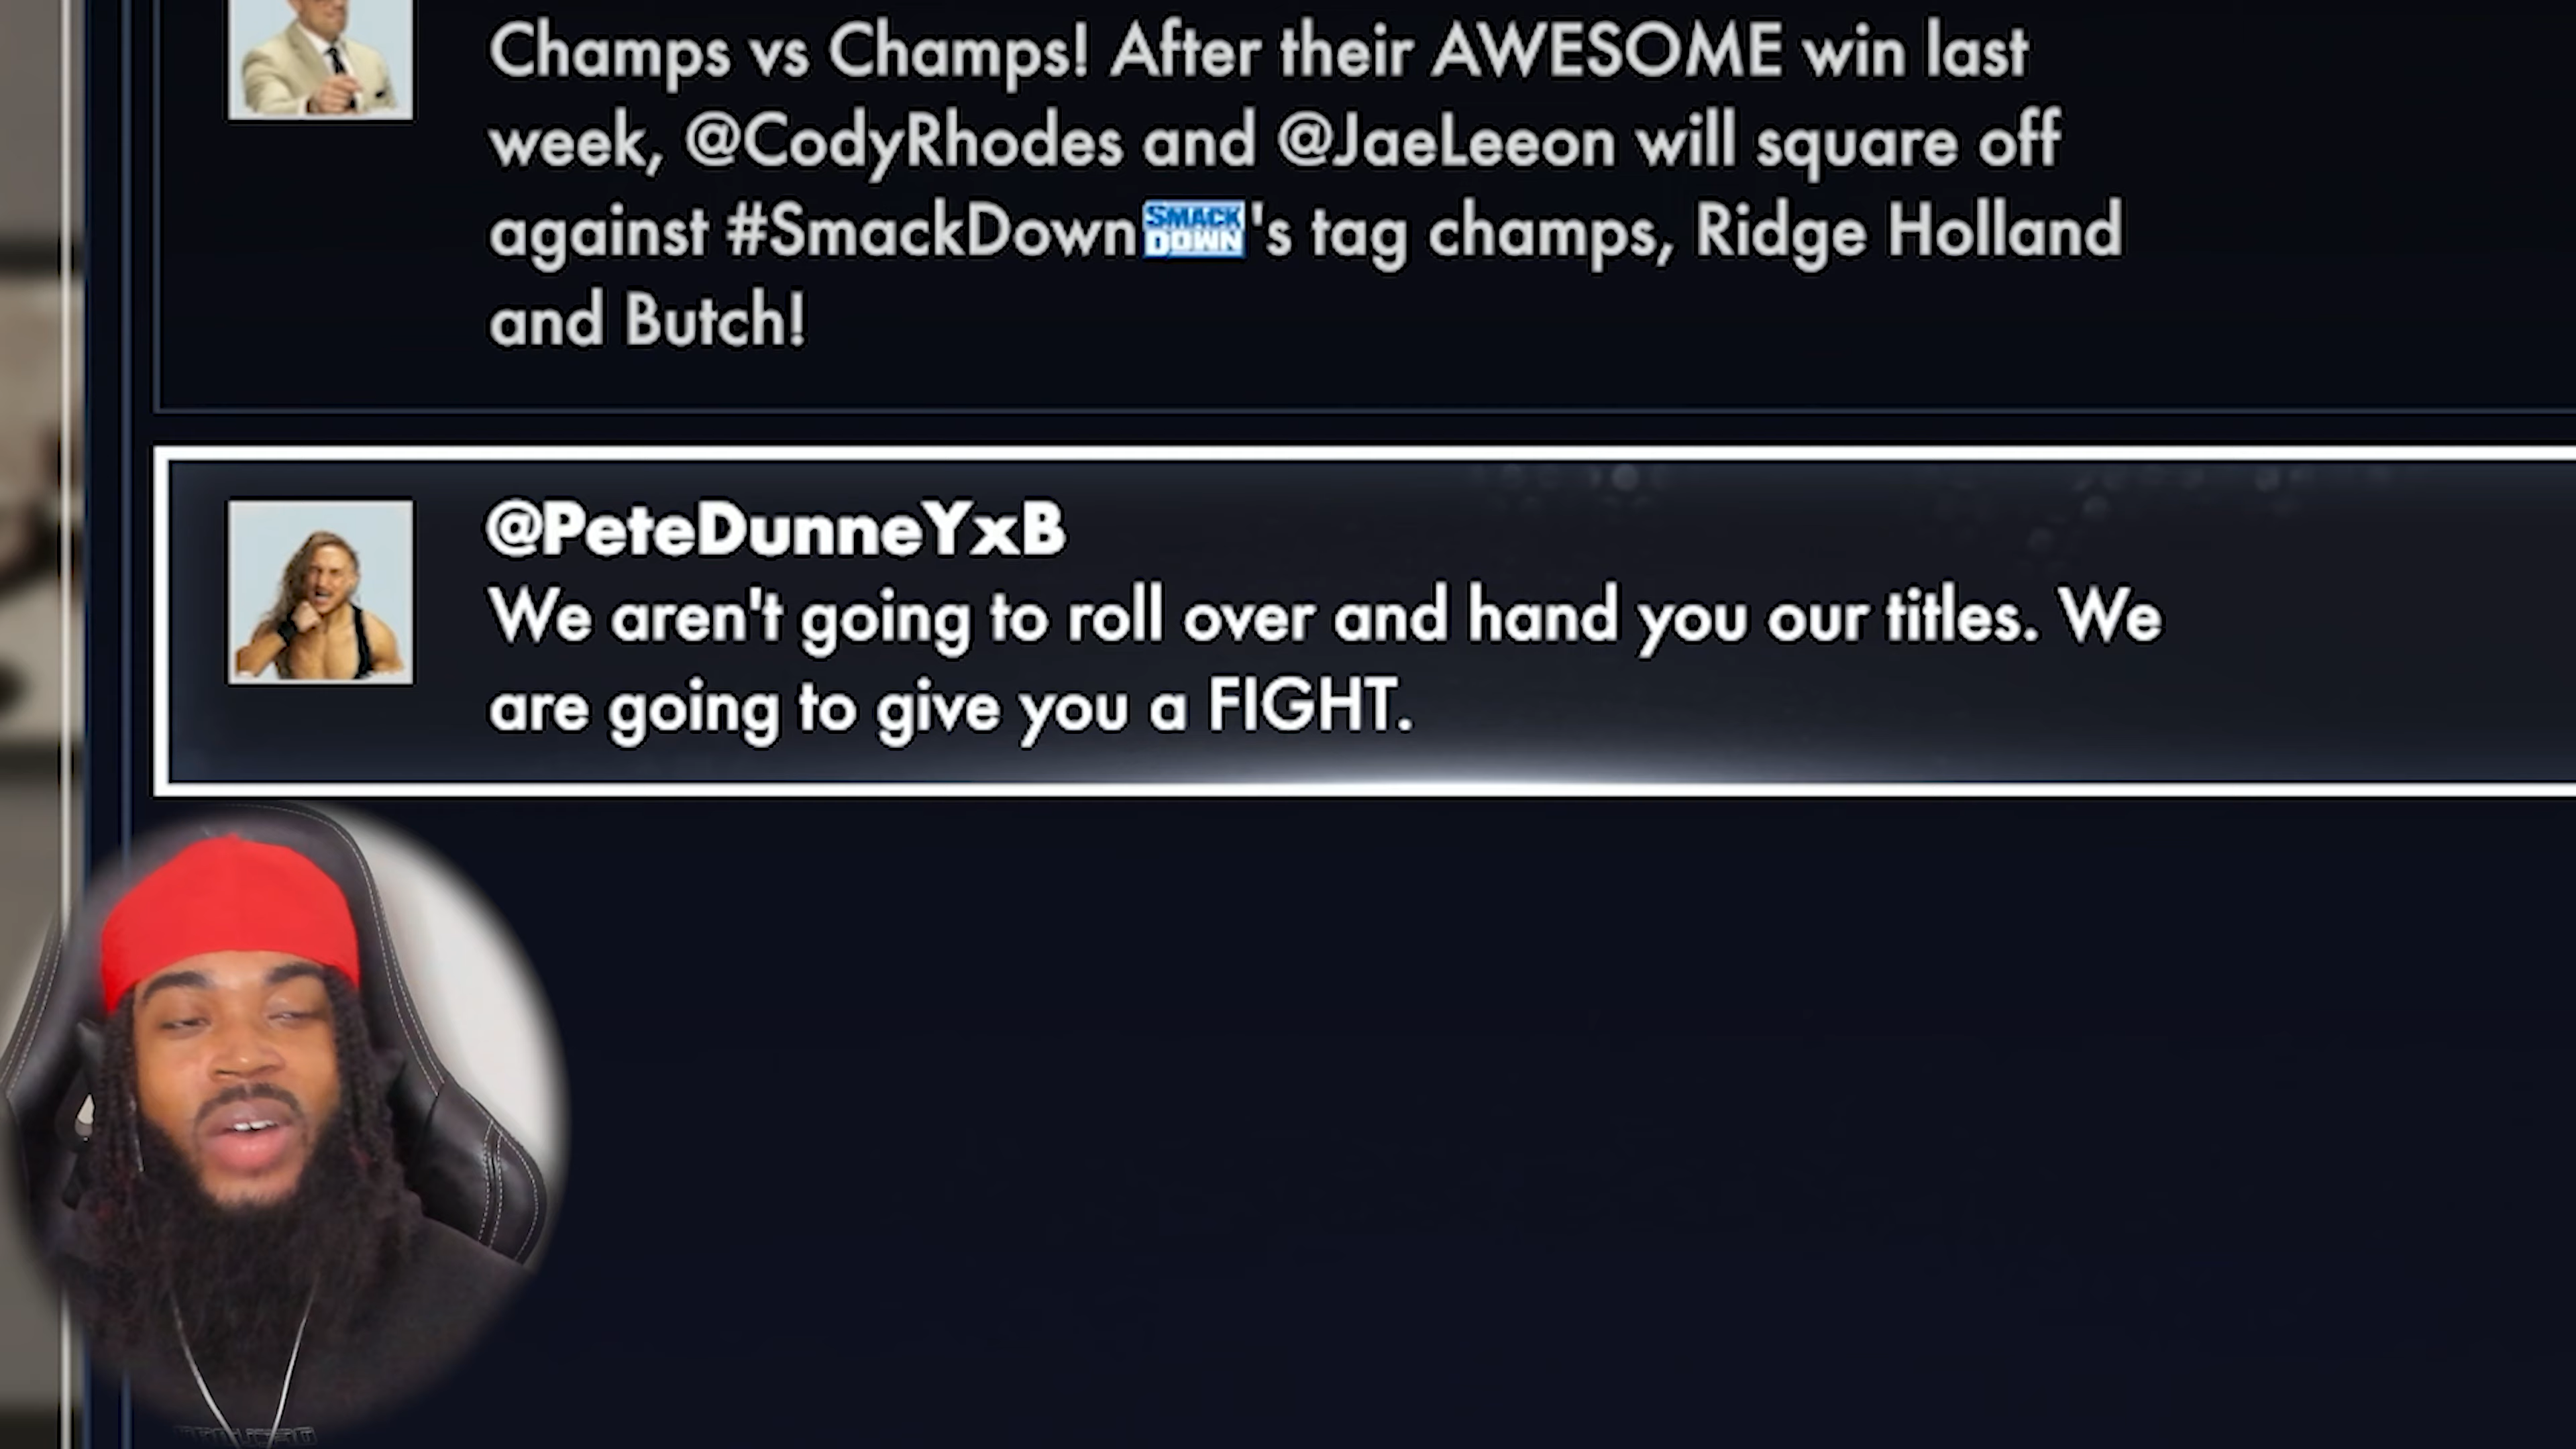 Champs vs Champs! After their AWESOME win last
week, @CodyRhodes and @JaeLeeon will square off
against #SmackDown SMACK DOWN's tag champs, Ridge Holland
and Butch!
@PeteDunneYxB
We aren't going to roll over and hand you our titles. We
are going to give you a FIGHT.